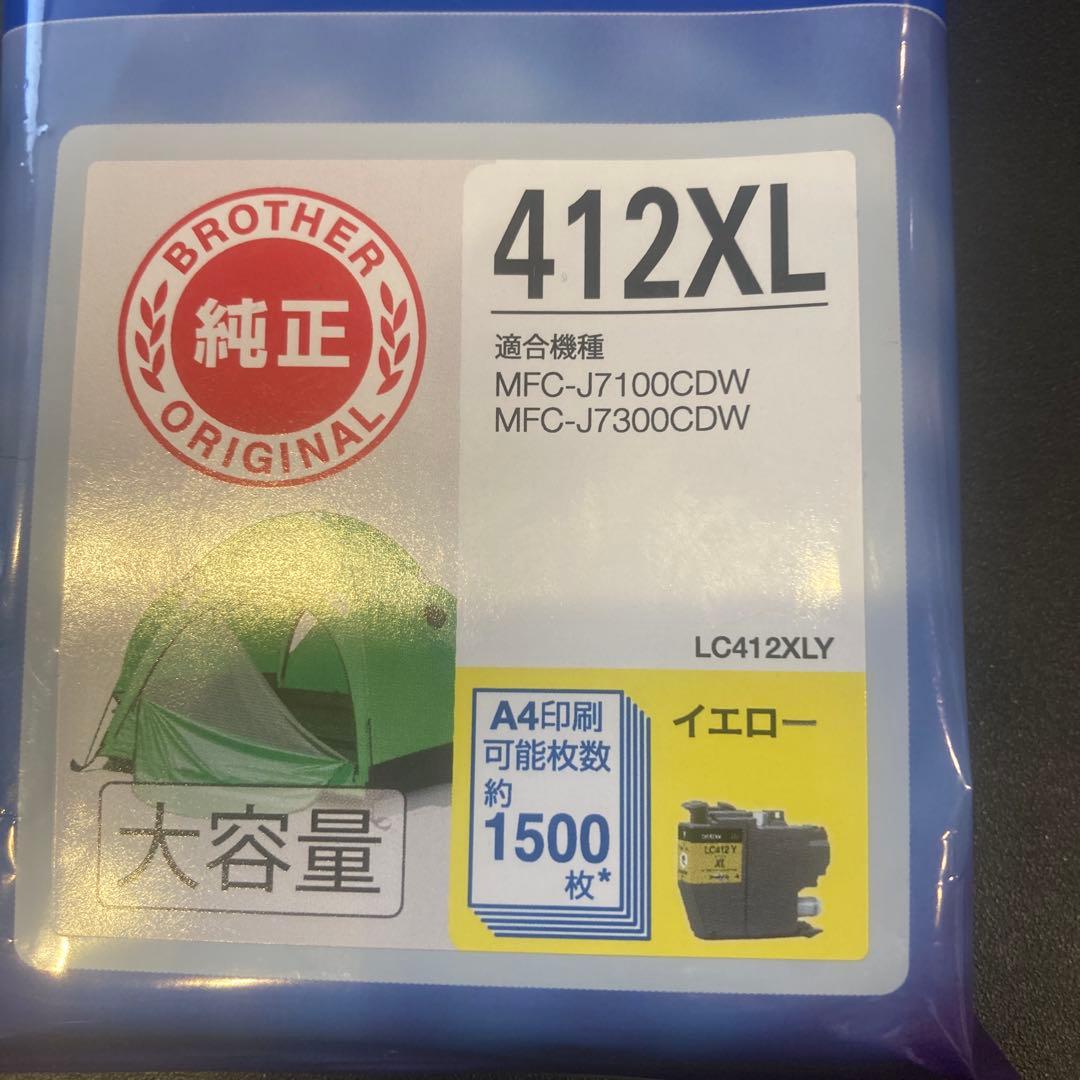 BROTHER
純正
ORIGINAL
412XL
適合機種
MFC-J7100CDW
MFC-J7300CDW
LC412XLY
大容量
A4印刷
可能枚数
約
1500
枚*
イエロー
LC412Y
XL